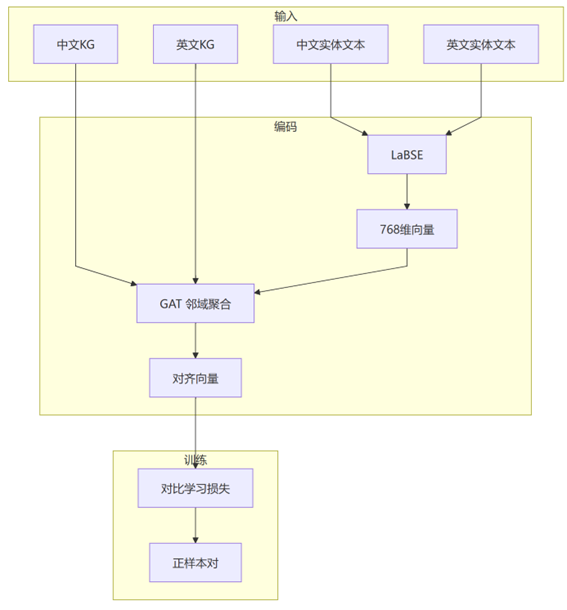 输入
中文KG
英文KG
中文实体文本
英文实体文本
编码
LaBSE
768维向量
GAT 邻域聚合
对齐向量
训练
对比学习损失
正样本对